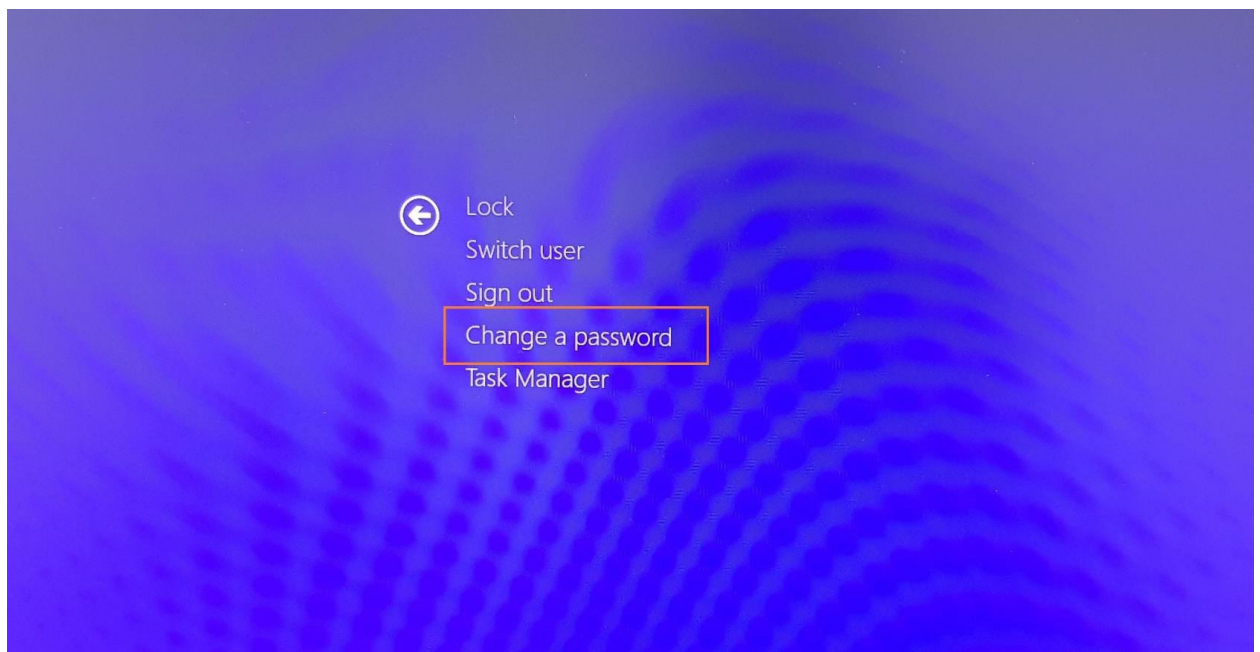 Lock
Switch user
Sign out
Change a password
Task Manager